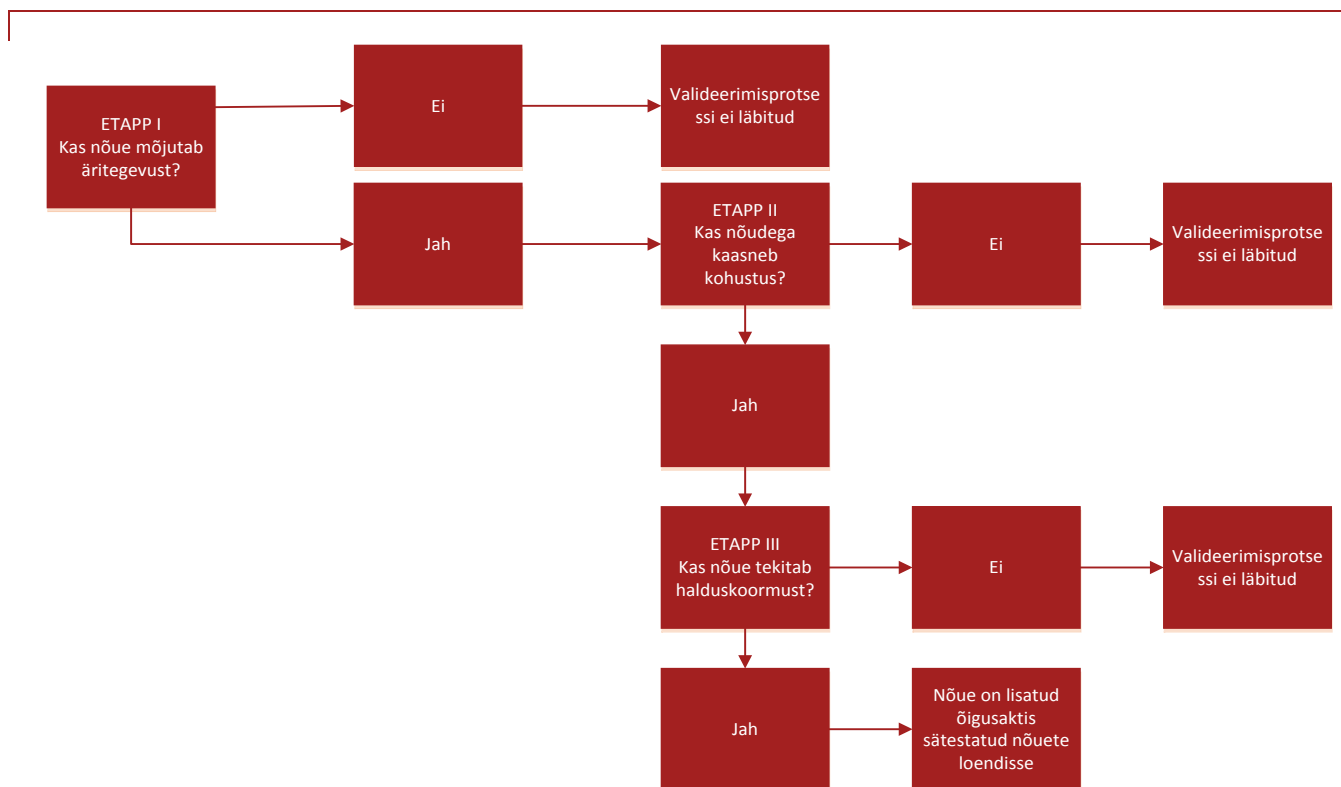 ETAPP I
Kas nõue mõjutab
äritegevust?
Ei
Valideerimisprotse
ssi ei läbitud
Jah
ETAPP II
Kas nõudega
kaasneb
kohustus?
Ei
Valideerimisprotse
ssi ei läbitud
Jah
ETAPP III
Kas nõue tekitab
halduskoormust?
Ei
Valideerimisprotse
ssi ei läbitud
Jah
Nõue on lisatud
õigusaktis
sätestatud nõuete
loendisse